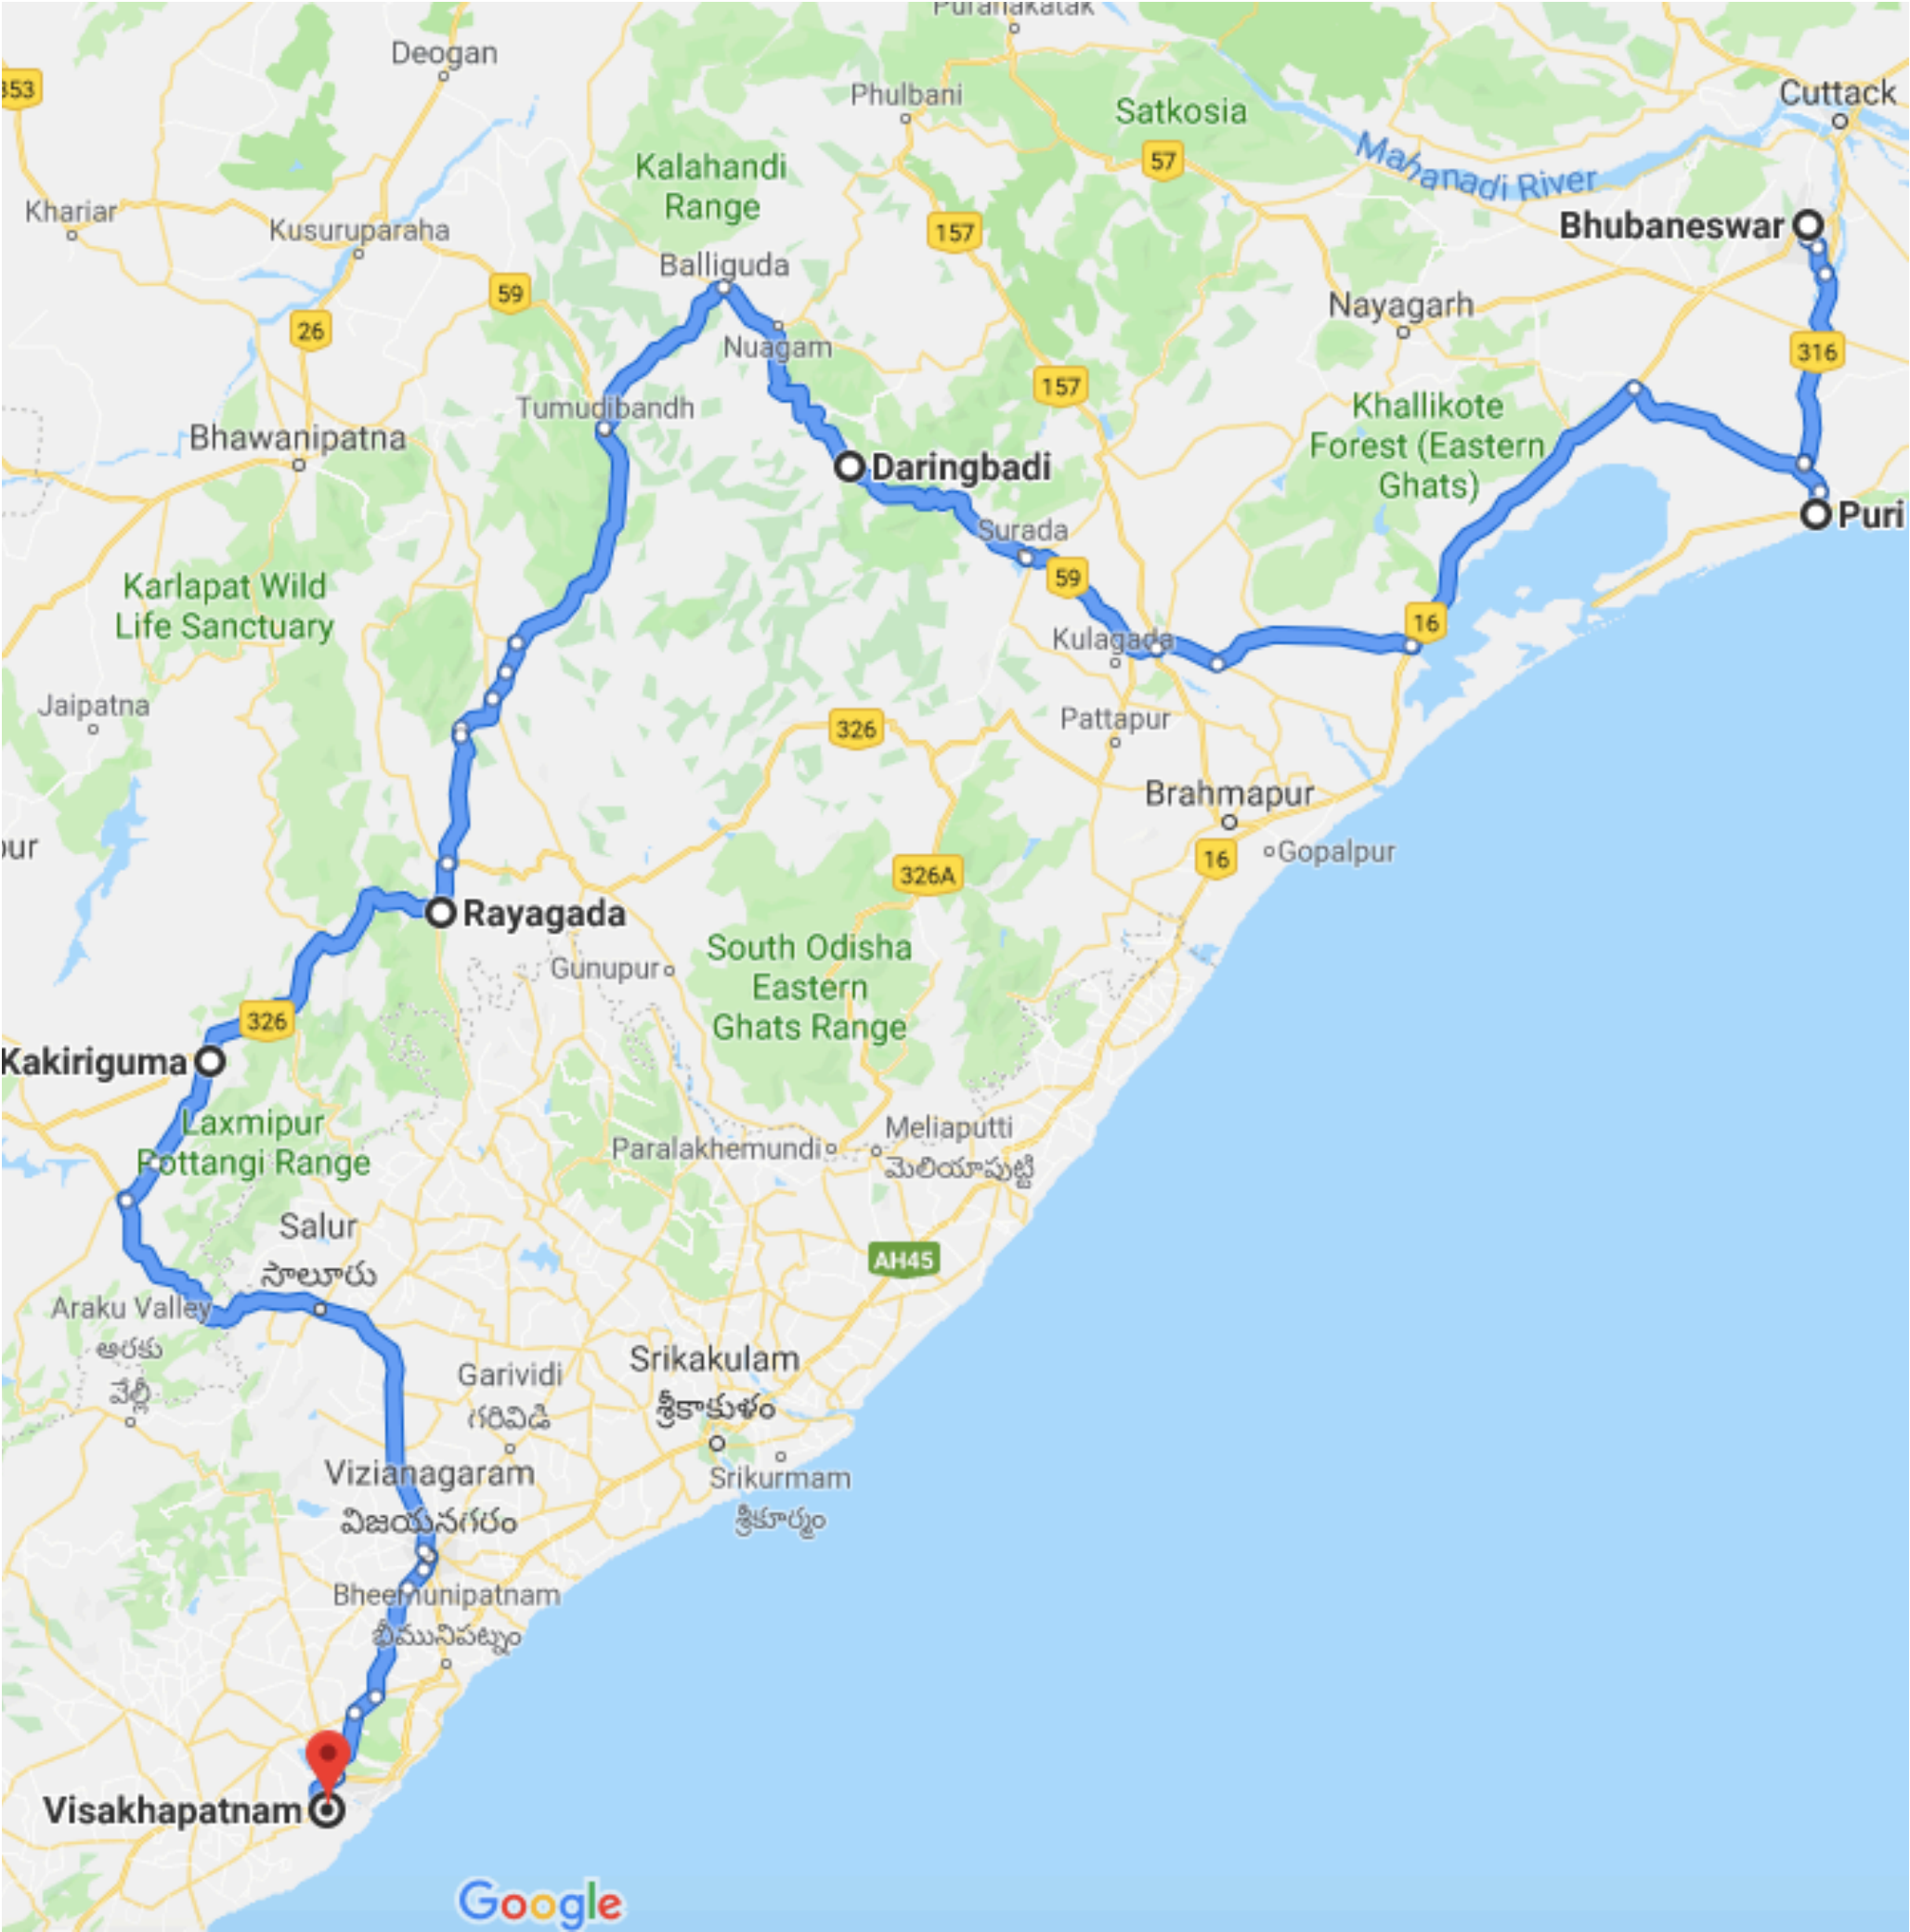 Puranakatak
Deogan
353
Phulbani
Cuttack
Satkosia
57
Mahanadi River
Kalahandi
Range
Khariar
Kusuruparaha
157
Bhubaneswar
Balliguda
59
26
Nayagarh
Nuagam
316
157
Tumudibandh
Khallikote
Forest (Eastern
Ghats)
Bhawanipatna
Daringbadi
Puri
Surada
59
Karlapat Wild
Life Sanctuary
16
Kulagada
Jaipatna
Pattapur
326
Brahmapur
our
16
Gopalpur
326A
Rayagada
South Odisha
Eastern
Ghats Range
Gunupur
326
Kakiriguma
Laxmipur
Pottangi Range
Meliaputti
మెలియాపుట్టి
Paralakhemundi
Salur
సాలూరు
AH45
Araku Valley
ఆరకు
వేల్లీ
Srikakulam
శ్రీకాకుళం
Garividi
గరివిడి
Vizianagaram
విజయనగరం
Srikurmam
శ్రీకూర్మం
Bheemunipatnam
భీమునిపట్నం
Visakhapatnam
Google